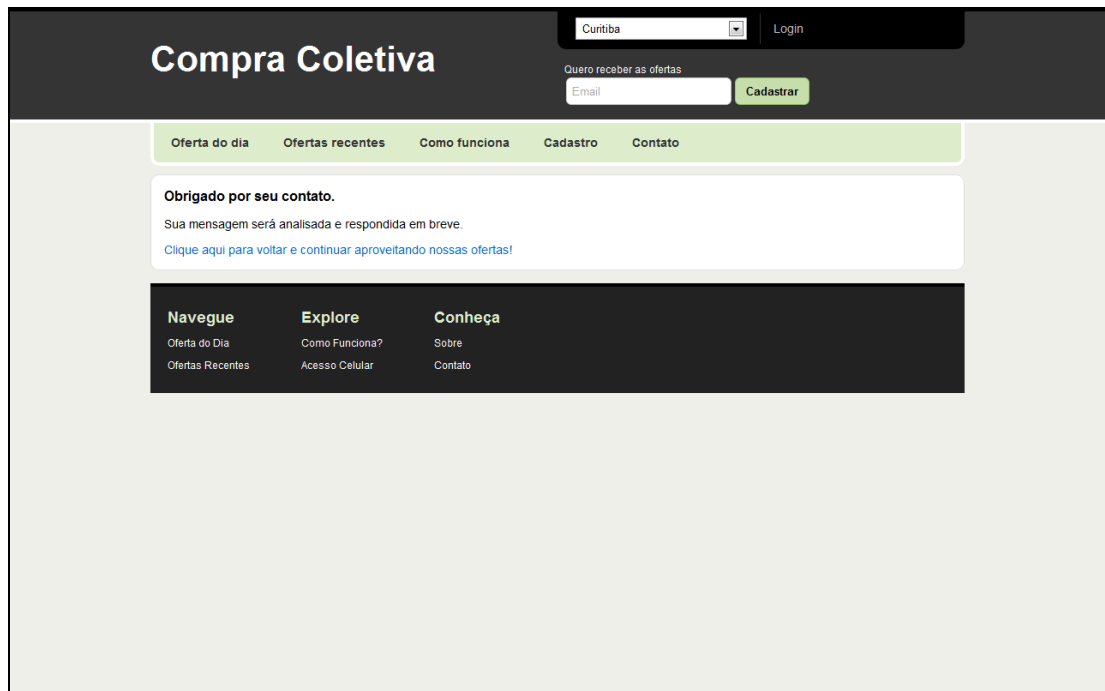 Compra Coletiva
Curitiba
Login
Quero receber as ofertas
Email
Cadastrar
Oferta do dia
Ofertas recentes
Como funciona
Cadastro
Contato
Obrigado por seu contato.
Sua mensagem será analisada e respondida em breve.
Clique aqui para voltar e continuar aproveitando nossas ofertas!
Navegue
Oferta do Dia
Ofertas Recentes
Explore
Como Funciona?
Acesso Celular
Conheça
Sobre
Contato